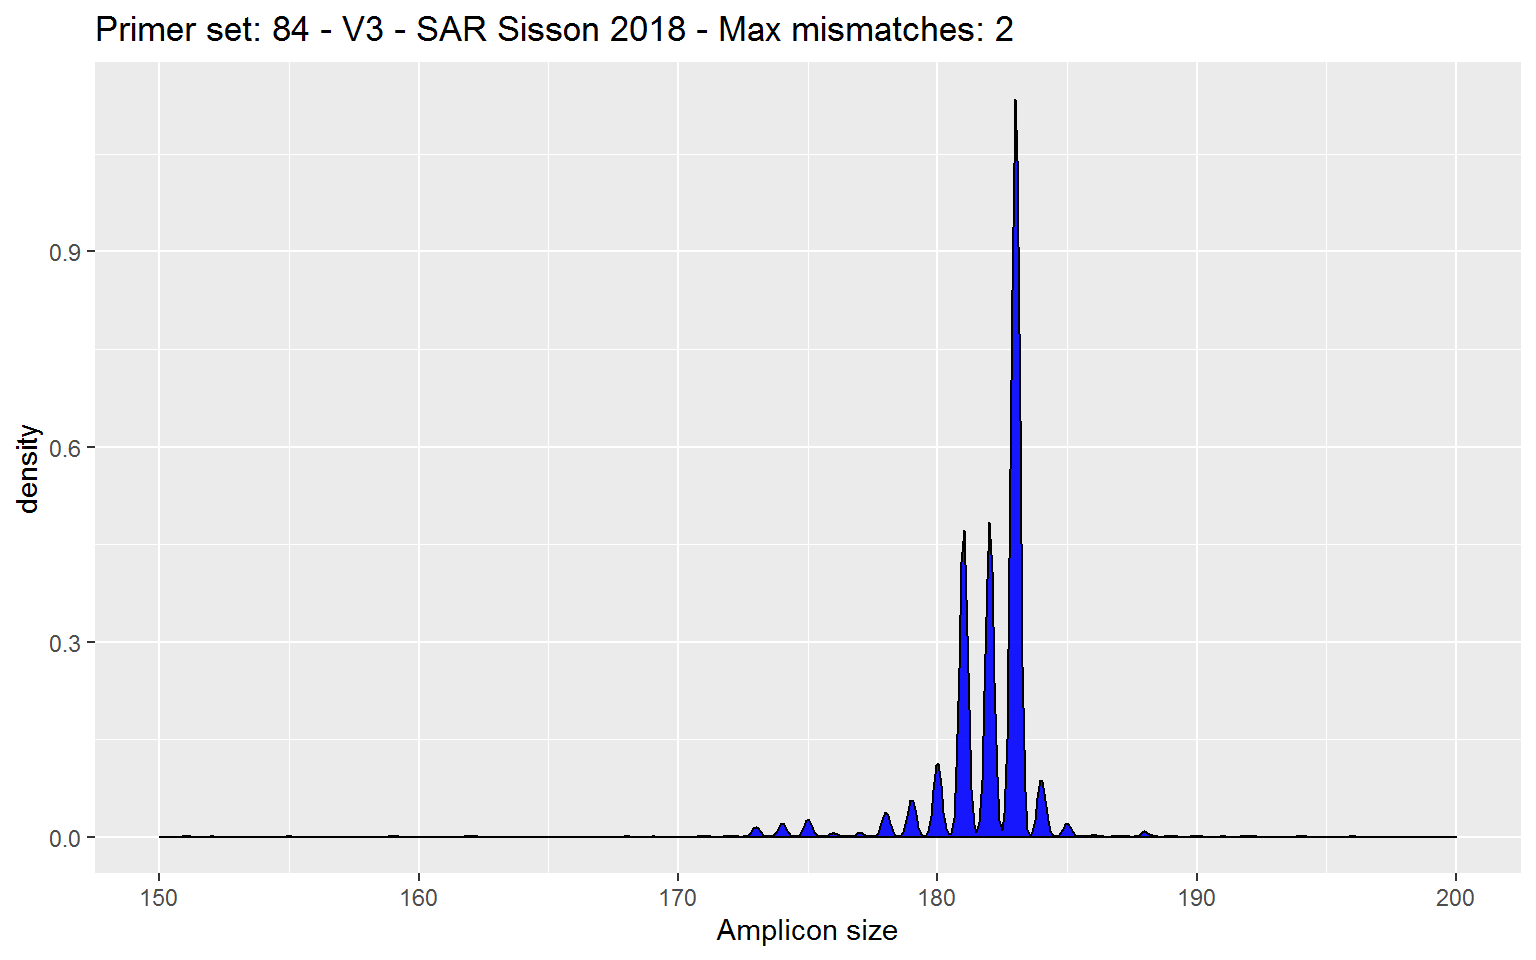 Primer set: 84 - V3 - SAR Sisson 2018 - Max mismatches: 2
density
0.9
0.6
0.3
0.0
150 160 170 180 190 200
Amplicon size